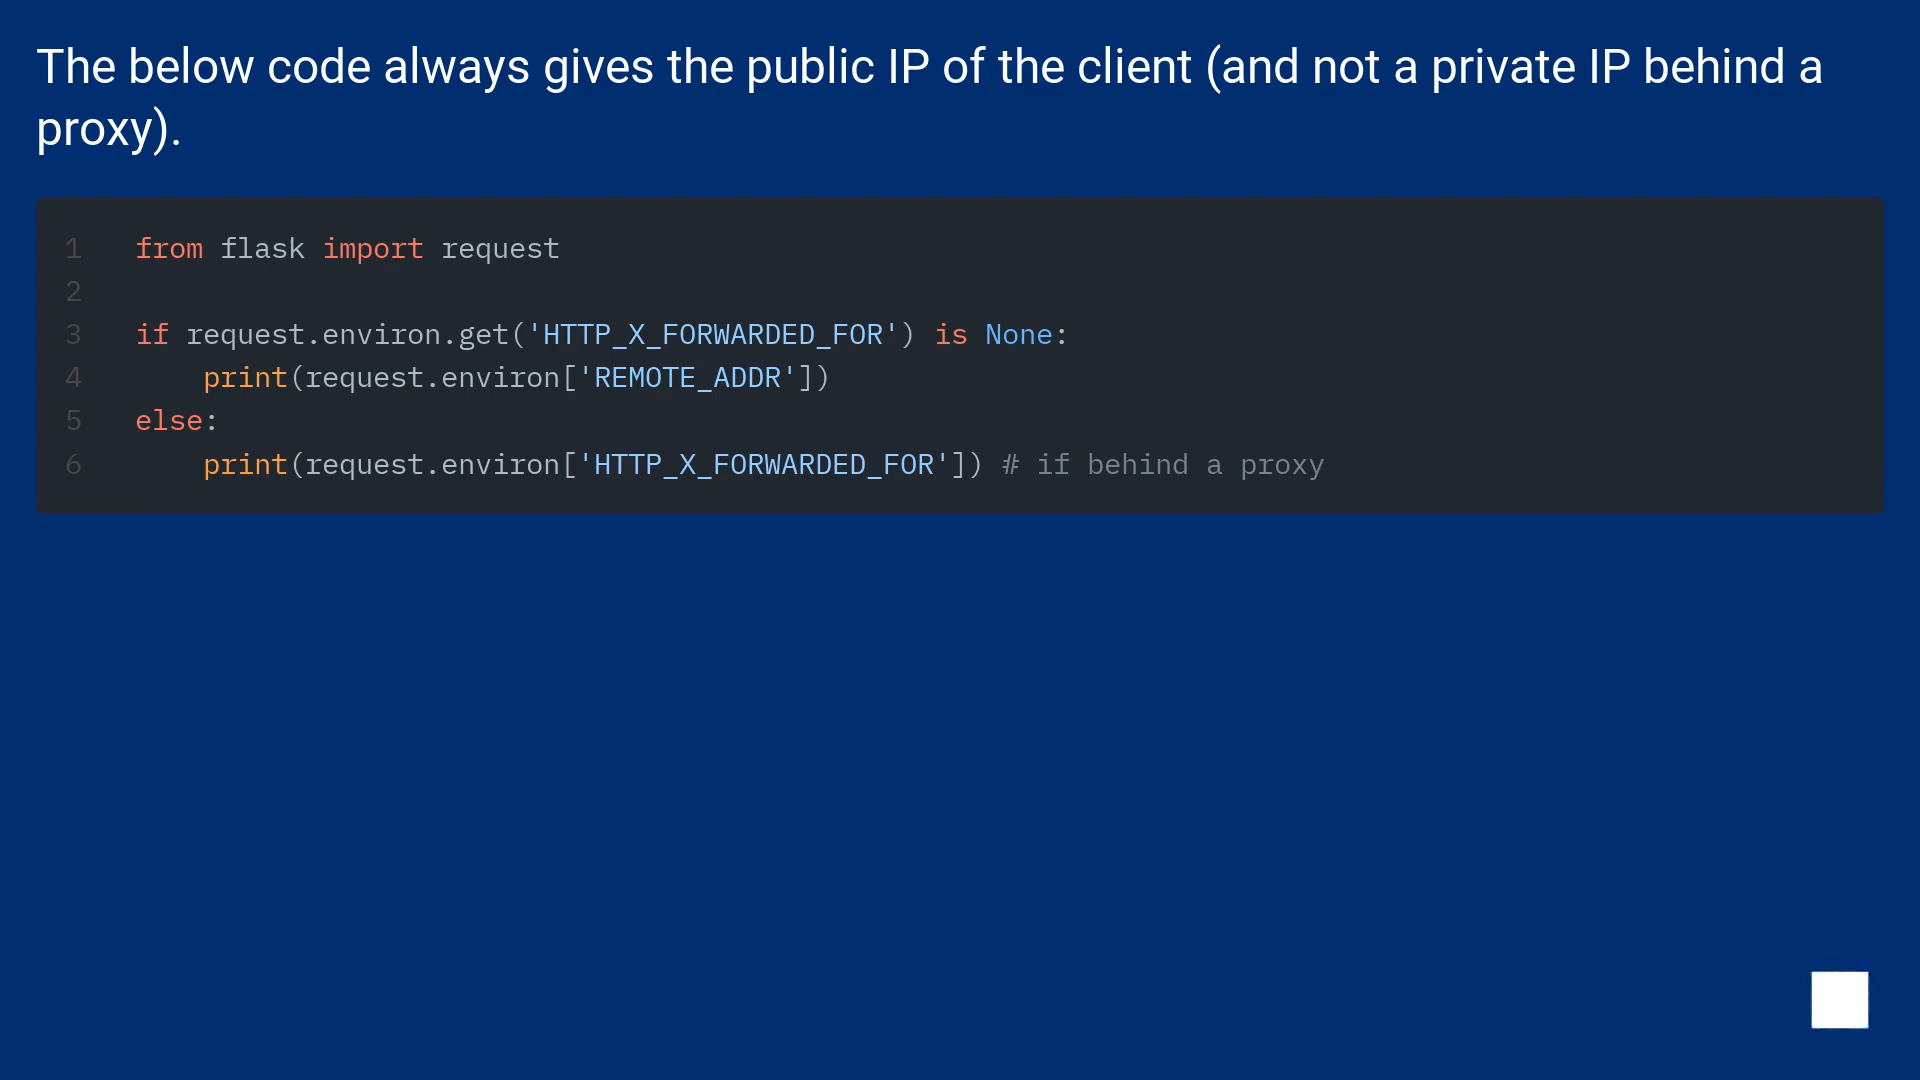 The below code always gives the public IP of the client (and not a private IP behind a
proxy).
1 from flask import request
2
3 if request.environ.get('HTTP_X_FORWARDED_FOR') is None:
4     print(request.environ['REMOTE_ADDR'])
5 else:
6     print(request.environ['HTTP_X_FORWARDED_FOR']) # if behind a proxy